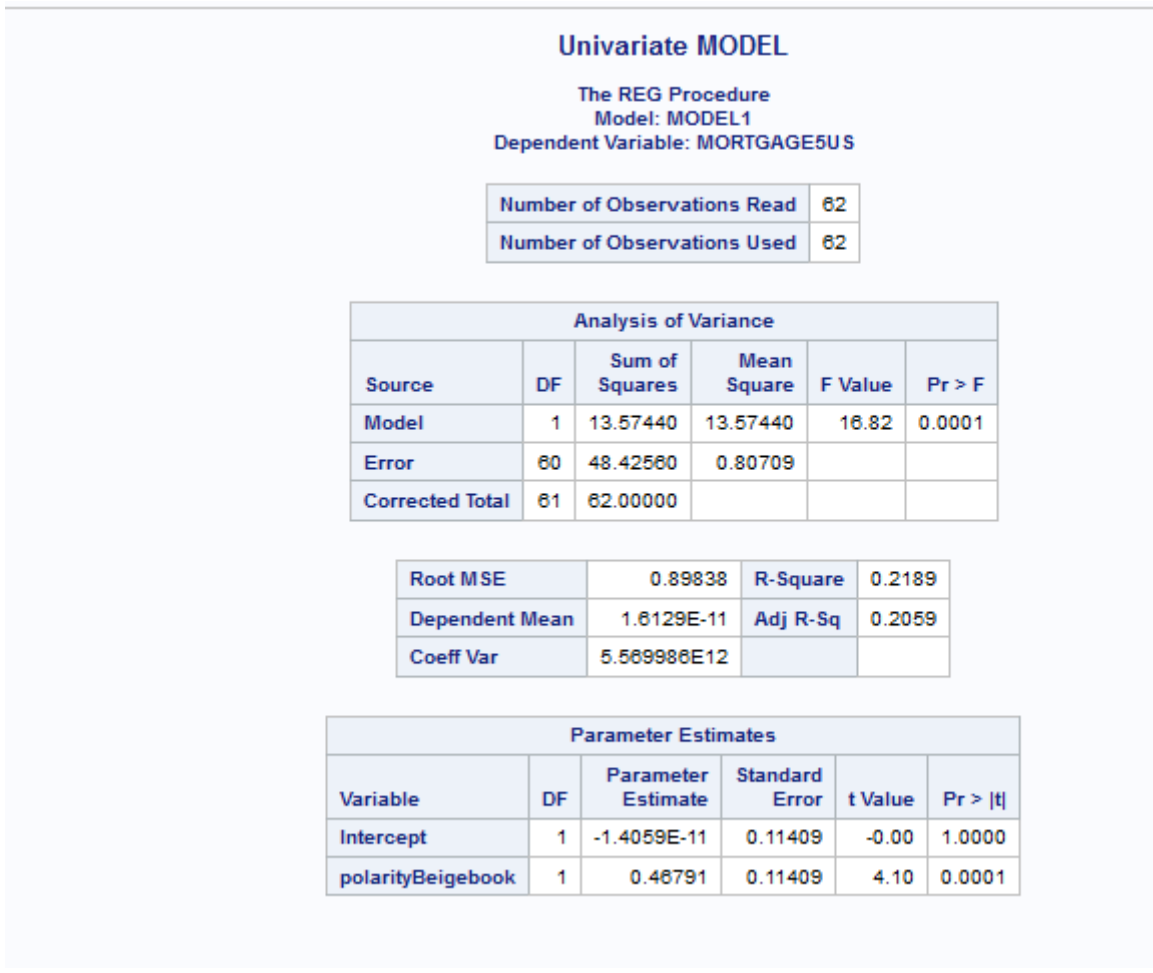 Univariate MODEL
The REG Procedure
Model: MODEL1
Dependent Variable: MORTGAGE5US
Number of Observations Read 62
Number of Observations Used 62
Analysis of Variance
Source DF Sum of Squares Mean Square F Value Pr > F
Model 1 13.57440 13.57440 16.82 0.0001
Error 60 48.42560 0.80709
Corrected Total 61 62.00000
Root MSE 0.89838 R-Square 0.2189
Dependent Mean 1.6129E-11 Adj R-Sq 0.2059
Coeff Var 5.569986E12
Parameter Estimates
Variable DF Parameter Estimate Standard Error t Value Pr > |t|
Intercept 1 -1.4059E-11 0.11409 -0.00 1.0000
polarityBeigebook 1 0.46791 0.11409 4.10 0.0001